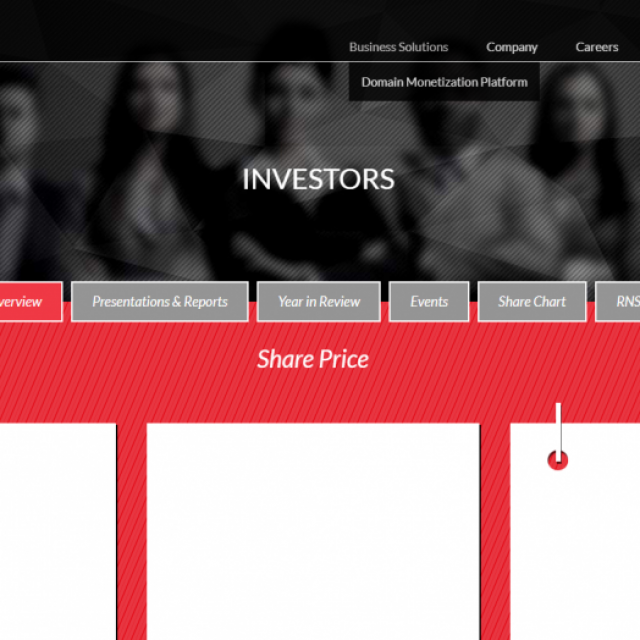 Business Solutions Company Careers
Domain Monetization Platform
INVESTORS
verview Presentations & Reports Year in Review Events Share Chart RNS
Share Price